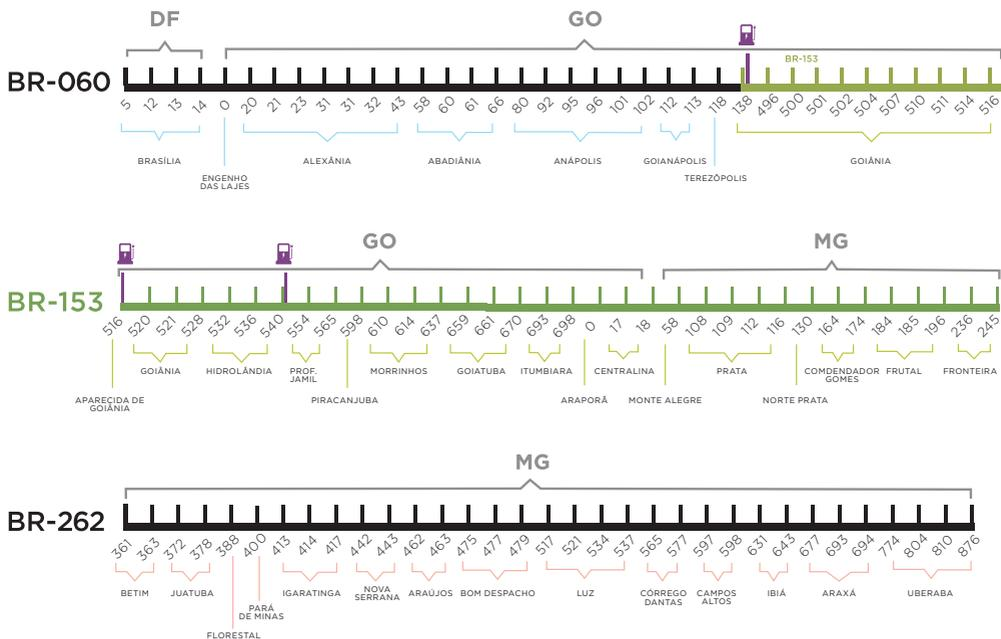 DF GO
BR-153
BR-060
5 12 13 14 0 20 21 23 31 31 32 43 58 60 61 66 80 92 95 96 101 102 112 113 118 138 496 500 501 502 504 507 510 511 514 516
BRASÍLIA ALEXÂNIA ABADIÂNIA ANÁPOLIS GOIANÁPOLIS GOIÂNIA
ENGENHO
DAS LAJES
TEREZÓPOLIS
GO MG
BR-153
516 520 521 528 532 536 540 554 565 598 610 614 637 659 661 670 693 698 0 17 18 58 108 109 112 116 130 164 174 184 185 196 236 245
GOIÂNIA HIDROLÂNDIA PROF.
JAMIL MORRINHOS GOIATUBA ITUMBIARA CENTRALINA PRATA COMDENDADOR
GOMES FRUTAL FRONTEIRA
APARECIDA DE
GOIÂNIA
PIRACANJUBA ARAPORÃ MONTE ALEGRE NORTE PRATA
MG
BR-262
361 363 372 378 388 400 413 414 417 442 443 462 463 475 477 479 517 521 534 537 565 577 597 598 631 643 677 693 694 774 804 810 876
BETIM JUATUBA IGARATINGA NOVA
SERRANA ARAÚJOS BOM DESPACHO LUZ CÓRREGO
DANTAS CAMPOS
ALTOS IBIÁ ARAXÁ UBERABA
PARÁ
DE MINAS
FLORESTAL